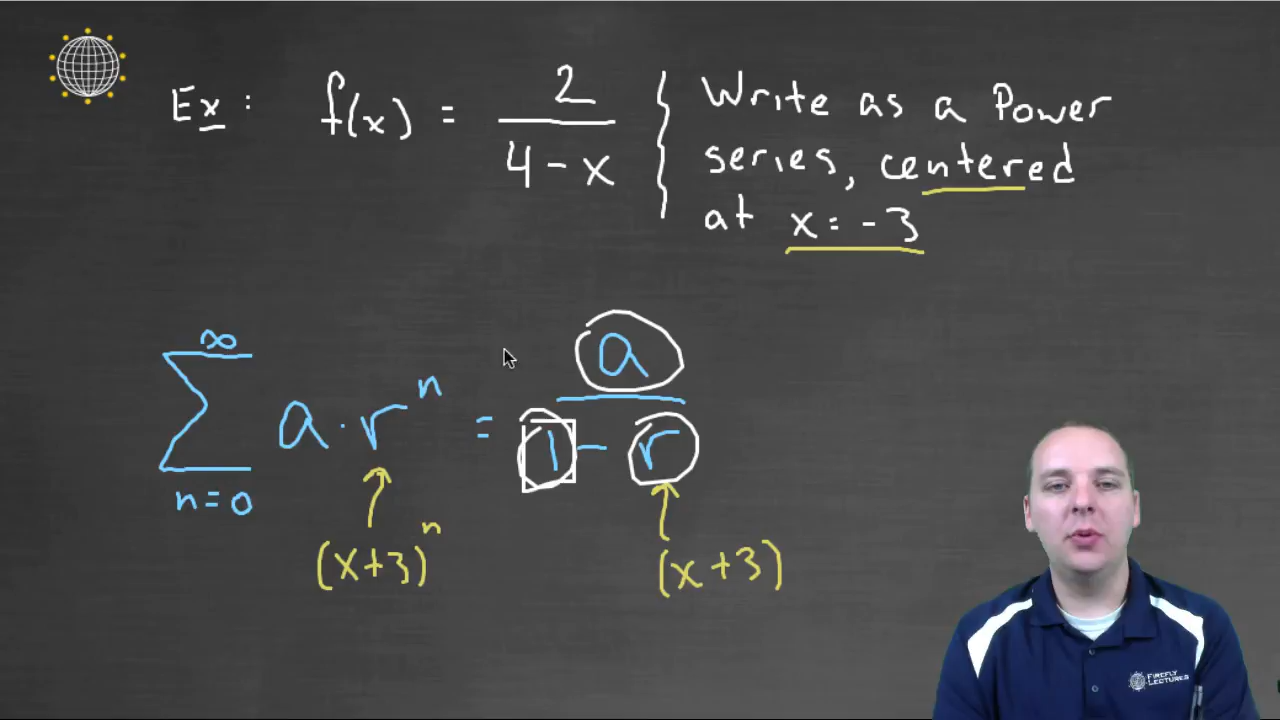 Ex: f(x) = 2/(4-x) } Write as a Power
series, centered
at x = -3
∞
∑ a·r^n = a/(1-r)
n=0
(x+3)^n (x+3)
FIREFLY
LECTURES